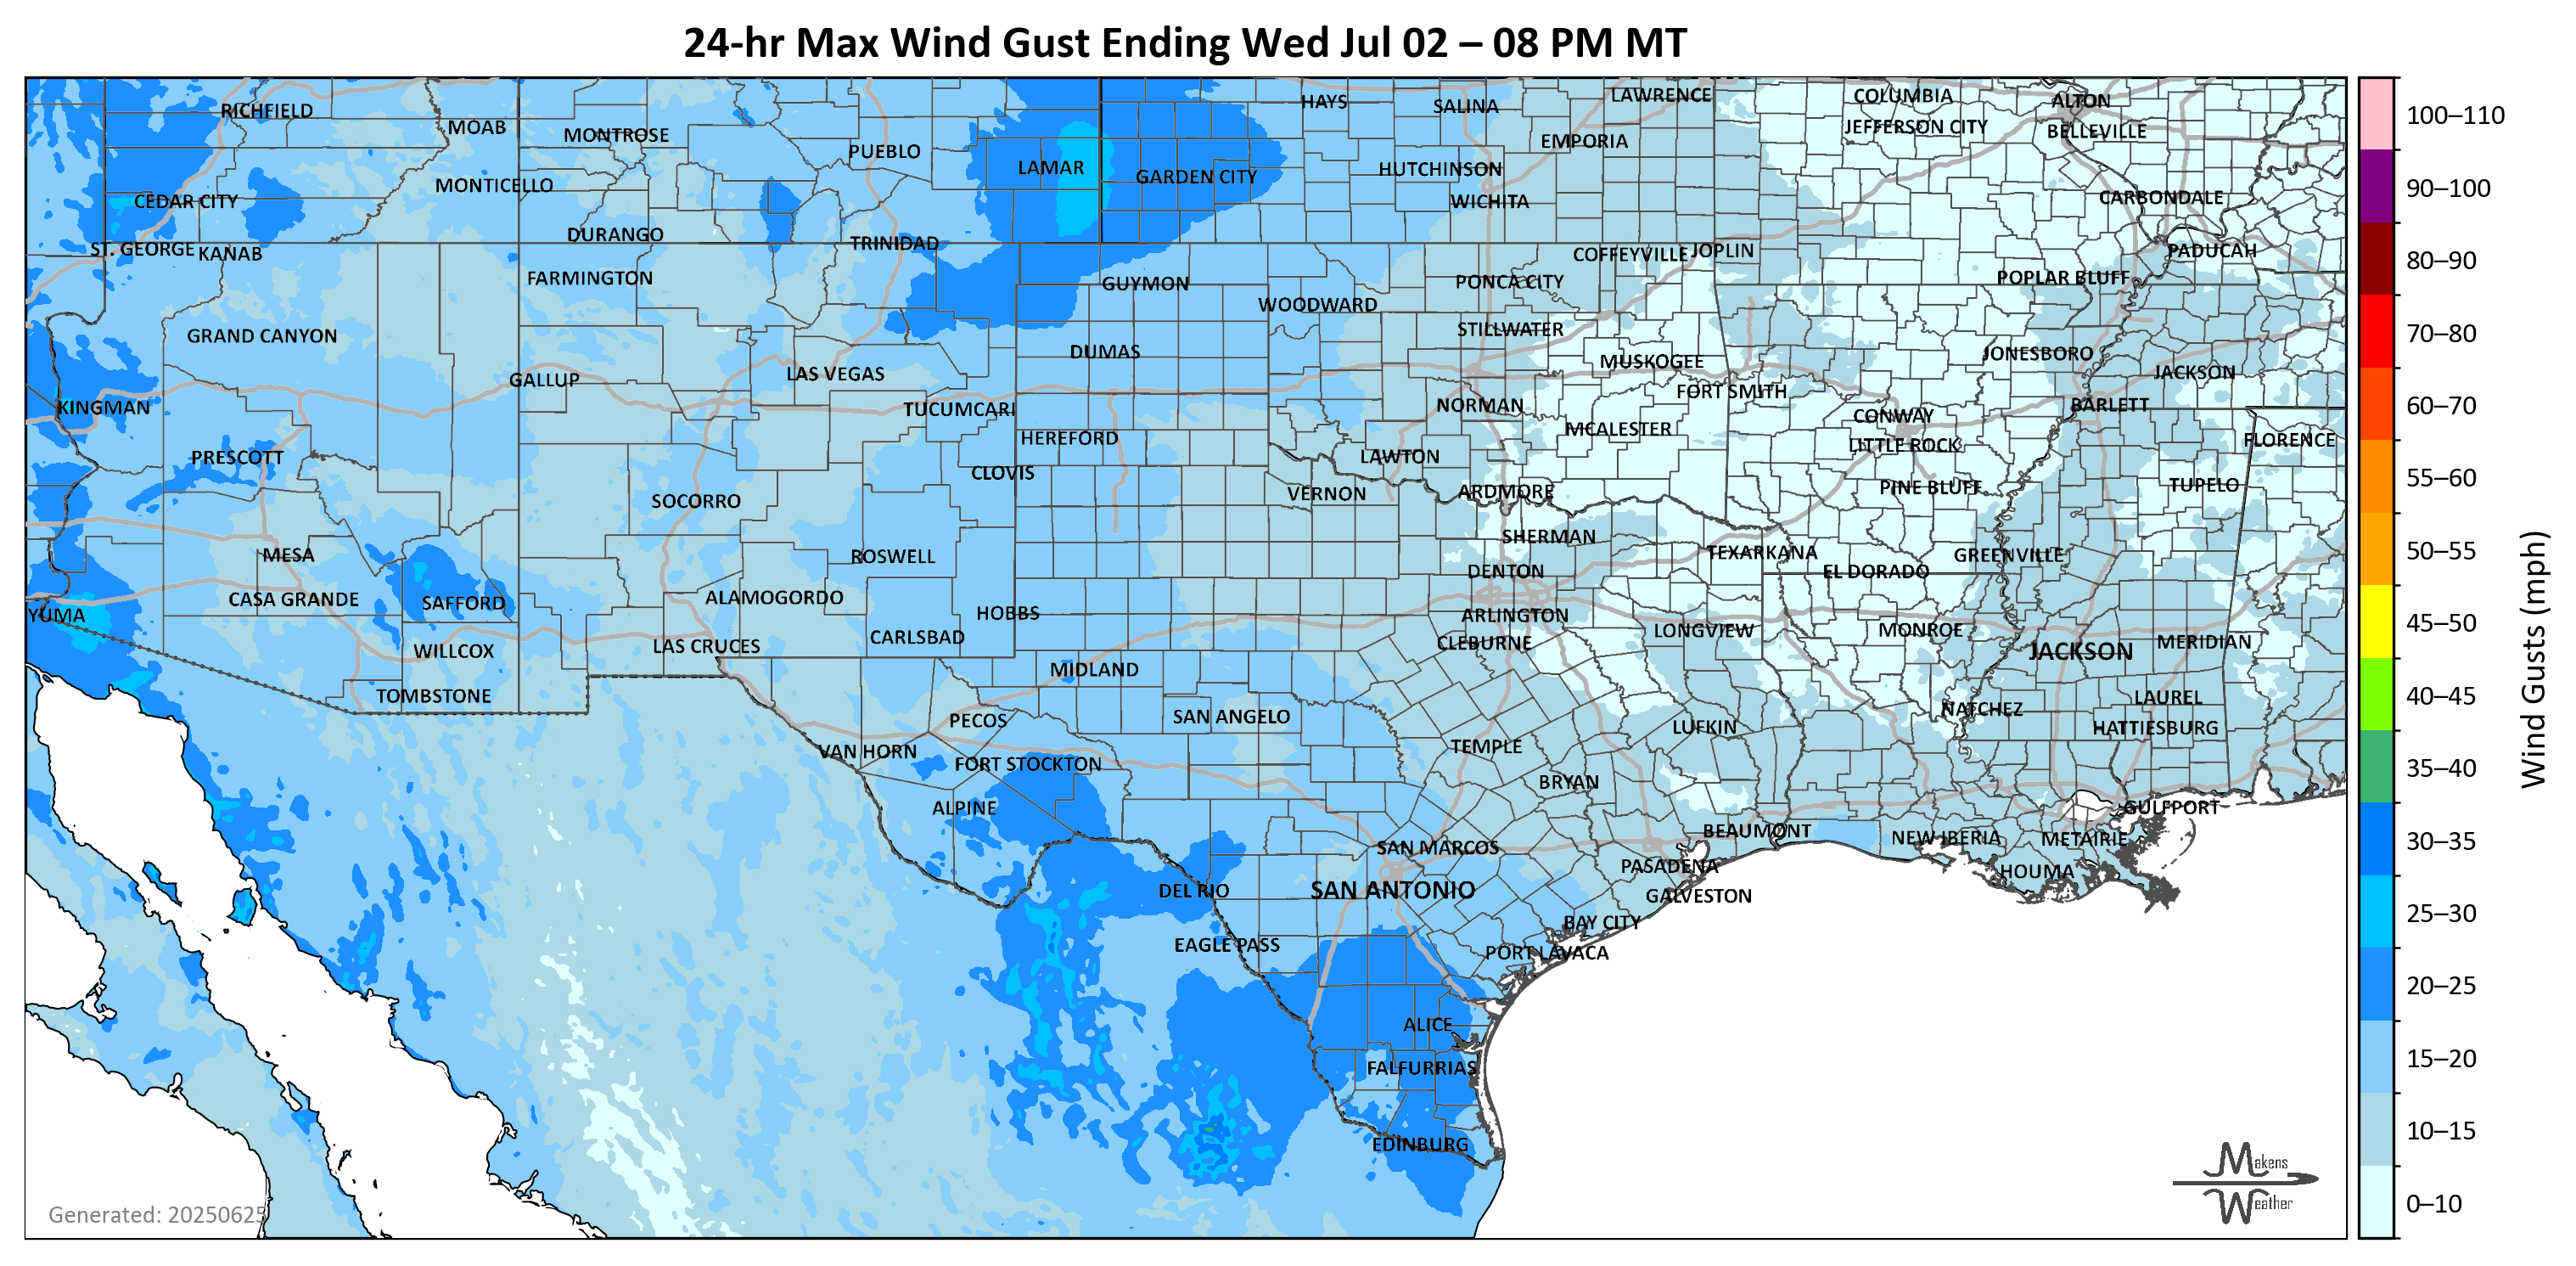 24-hr Max Wind Gust Ending Wed Jul 02 – 08 PM MT
RICHFIELD
MOAB
MONTROSE
PUEBLO
LAMAR
GARDEN CITY
HAYS
SALINA
LAWRENCE
EMPORIA
HUTCHINSON
WICHITA
COLUMBIA
JEFFERSON CITY
ALTON
BELLEVILLE
CARBONDALE
CEDAR CITY
MONTICELLO
ST. GEORGE
KANAB
DURANGO
TRINIDAD
FARMINGTON
GUYMON
WOODWARD
PONCA CITY
COFFEYVILLE
JOPLIN
POPLAR BLUFF
PADUCAH
GRAND CANYON
STILLWATER
DUMAS
MUSKOGEE
JONESBORO
JACKSON
GALLUP
LAS VEGAS
KINGMAN
TUCUMCARI
NORMAN
FORT SMITH
CONWAY
BARLETT
HEREFORD
MCALESTER
LITTLE ROCK
FLORENCE
PRESCOTT
CLOVIS
LAWTON
SOCORRO
VERNON
ARDMORE
PINE BLUFF
TUPELO
MESA
ROSWELL
SHERMAN
TEXARKANA
GREENVILLE
DENTON
EL DORADO
CASA GRANDE
SAFFORD
ALAMOGORDO
HOBBS
YUMA
ARLINGTON
CARLSBAD
CLEBURNE
LONGVIEW
MONROE
WILLCOX
LAS CRUCES
JACKSON
MERIDIAN
MIDLAND
TOMBSTONE
LAUREL
PECOS
SAN ANGELO
NATCHEZ
HATTIESBURG
LUFKIN
VAN HORN
FORT STOCKTON
TEMPLE
BRYAN
ALPINE
GULFPORT
BEAUMONT
NEW IBERIA
METAIRIE
SAN MARCOS
PASADENA
HOUMA
DEL RIO
SAN ANTONIO
GALVESTON
BAY CITY
EAGLE PASS
PORT LAVACA
ALICE
FALFURRIAS
EDINBURG
Generated: 20250625
Makens
Weather
100–110
90–100
80–90
70–80
60–70
55–60
50–55
45–50
40–45
35–40
30–35
25–30
20–25
15–20
10–15
0–10
Wind Gusts (mph)